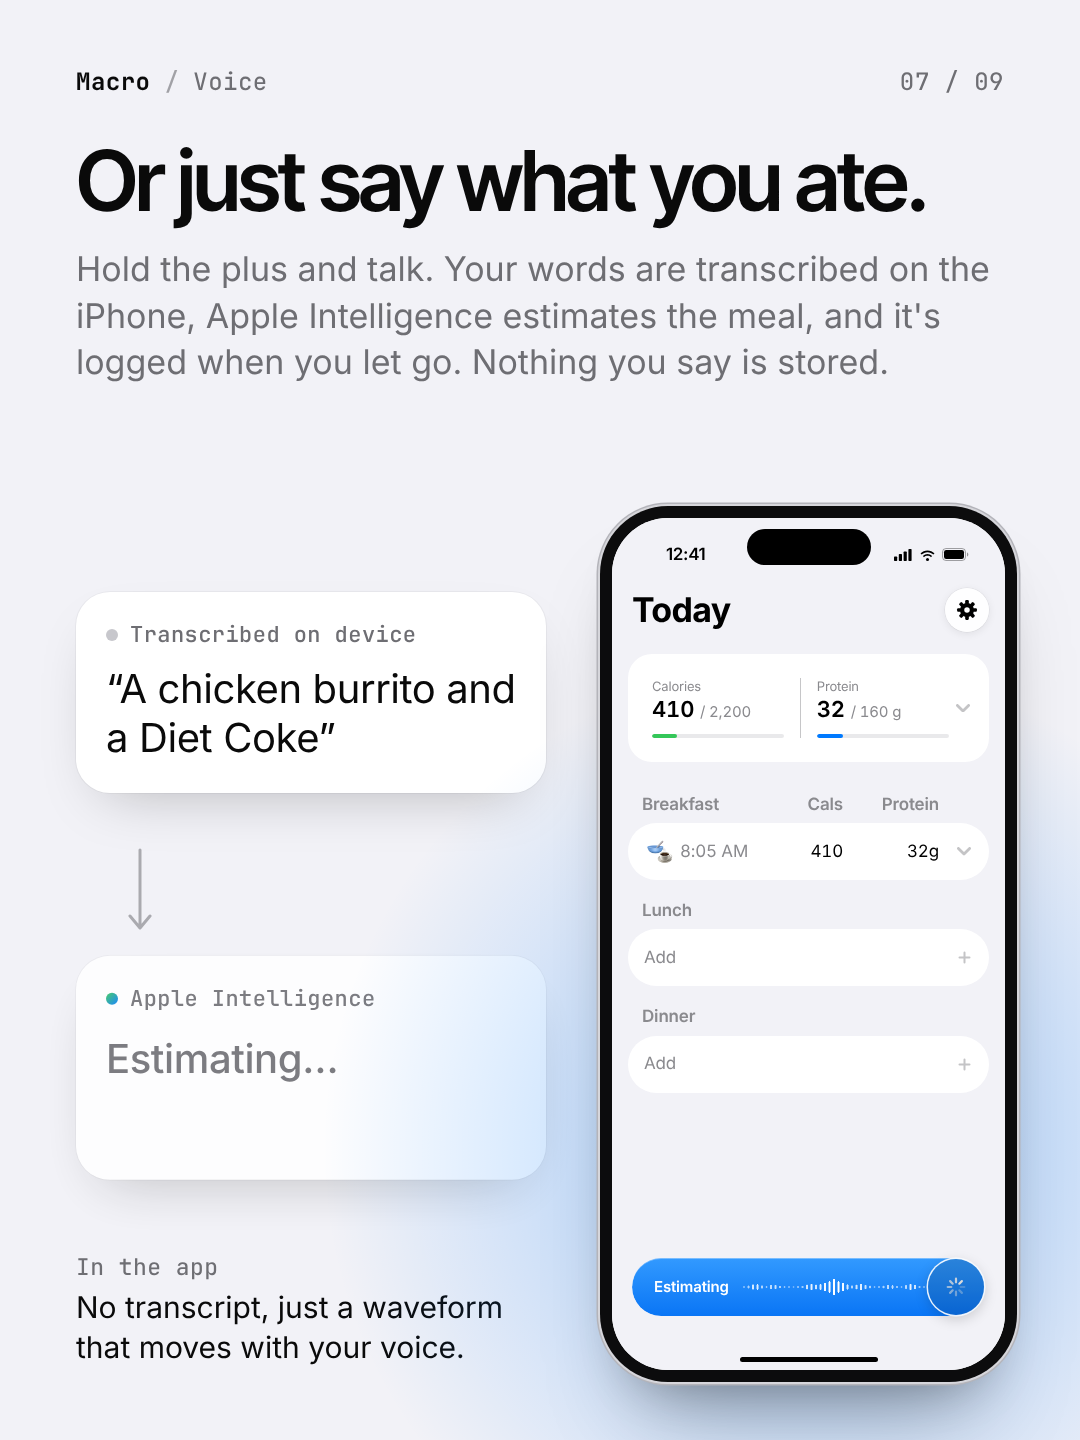 Macro / Voice
07 / 09
Or just say what you ate.
Hold the plus and talk. Your words are transcribed on the
iPhone, Apple Intelligence estimates the meal, and it's
logged when you let go. Nothing you say is stored.
Transcribed on device
“A chicken burrito and
a Diet Coke”
Apple Intelligence
Estimating...
In the app
No transcript, just a waveform
that moves with your voice.
12:41
Today
Calories
410 / 2,200
Protein
32 / 160 g
Breakfast Cals Protein
8:05 AM 410 32g
Lunch
Add +
Dinner
Add +
Estimating